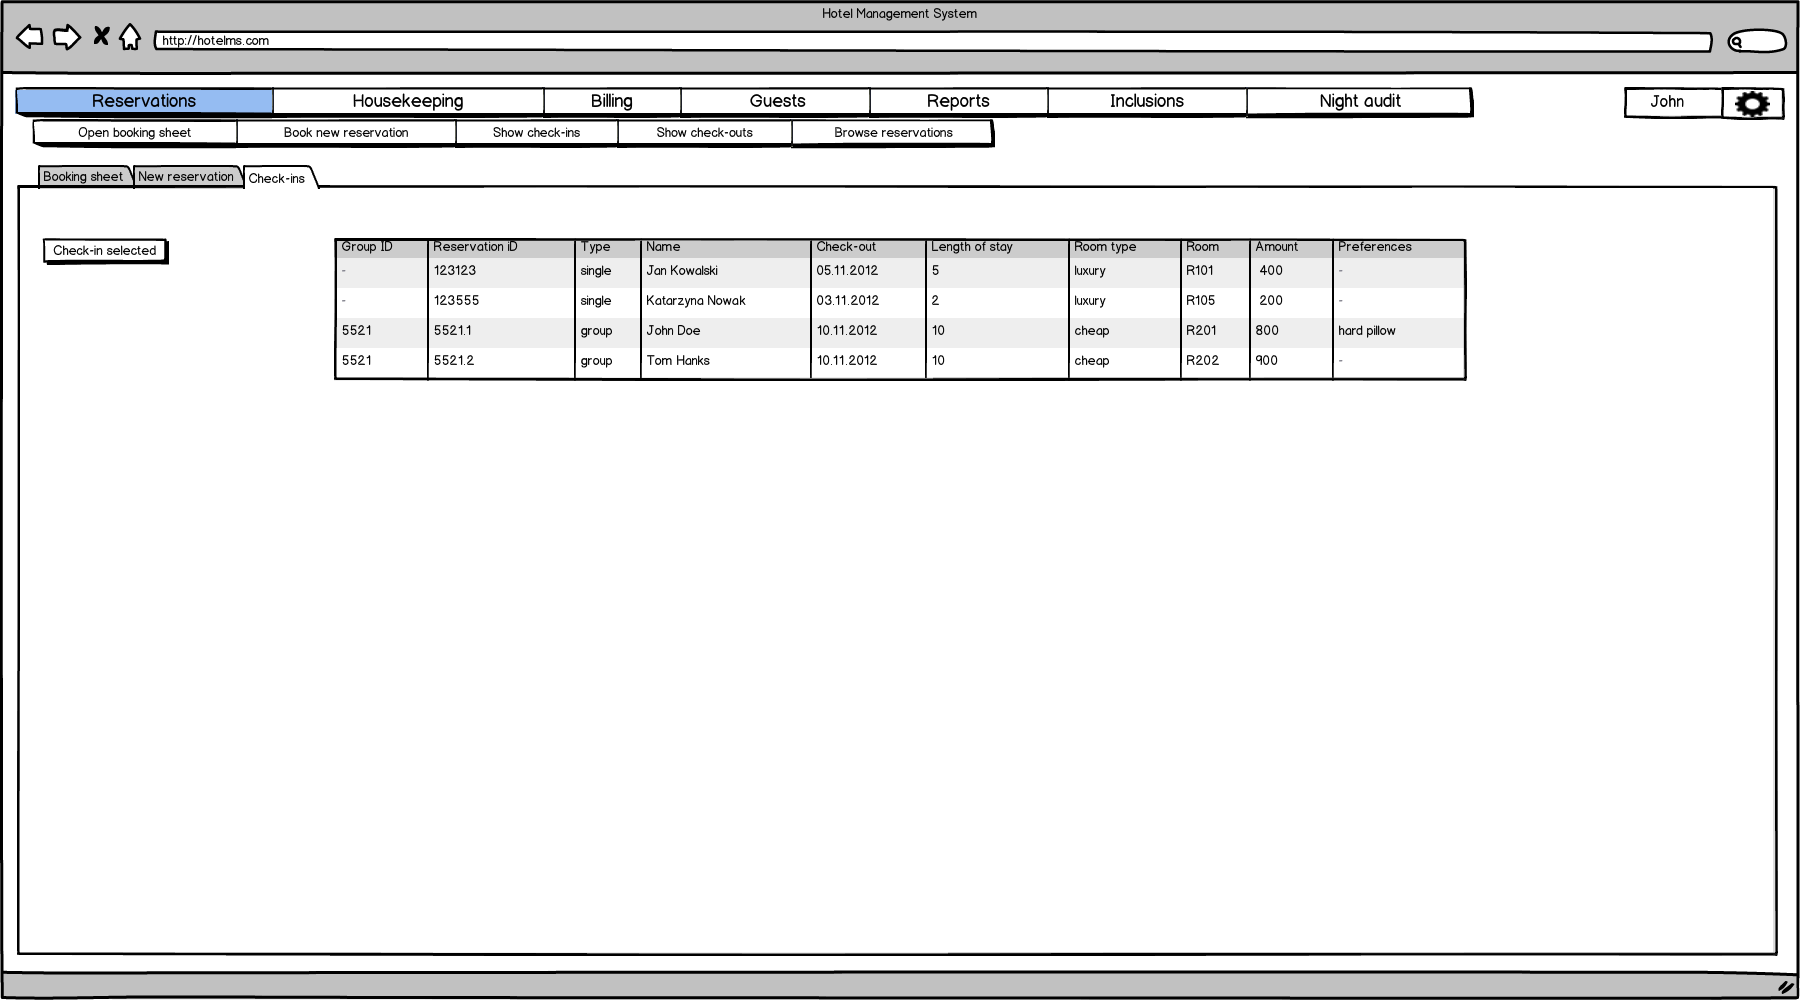 Hotel Management System
http://hotelms.com
Reservations Housekeeping Billing Guests Reports Inclusions Night audit John
Open booking sheet Book new reservation Show check-ins Show check-outs Browse reservations
Booking sheet New reservation Check-ins
Check-in selected
Group ID Reservation iD Type Name Check-out Length of stay Room type Room Amount Preferences
- 123123 single Jan Kowalski 05.11.2012 5 luxury R101 400 -
- 123555 single Katarzyna Nowak 03.11.2012 2 luxury R105 200 -
5521 5521.1 group John Doe 10.11.2012 10 cheap R201 800 hard pillow
5521 5521.2 group Tom Hanks 10.11.2012 10 cheap R202 900 -